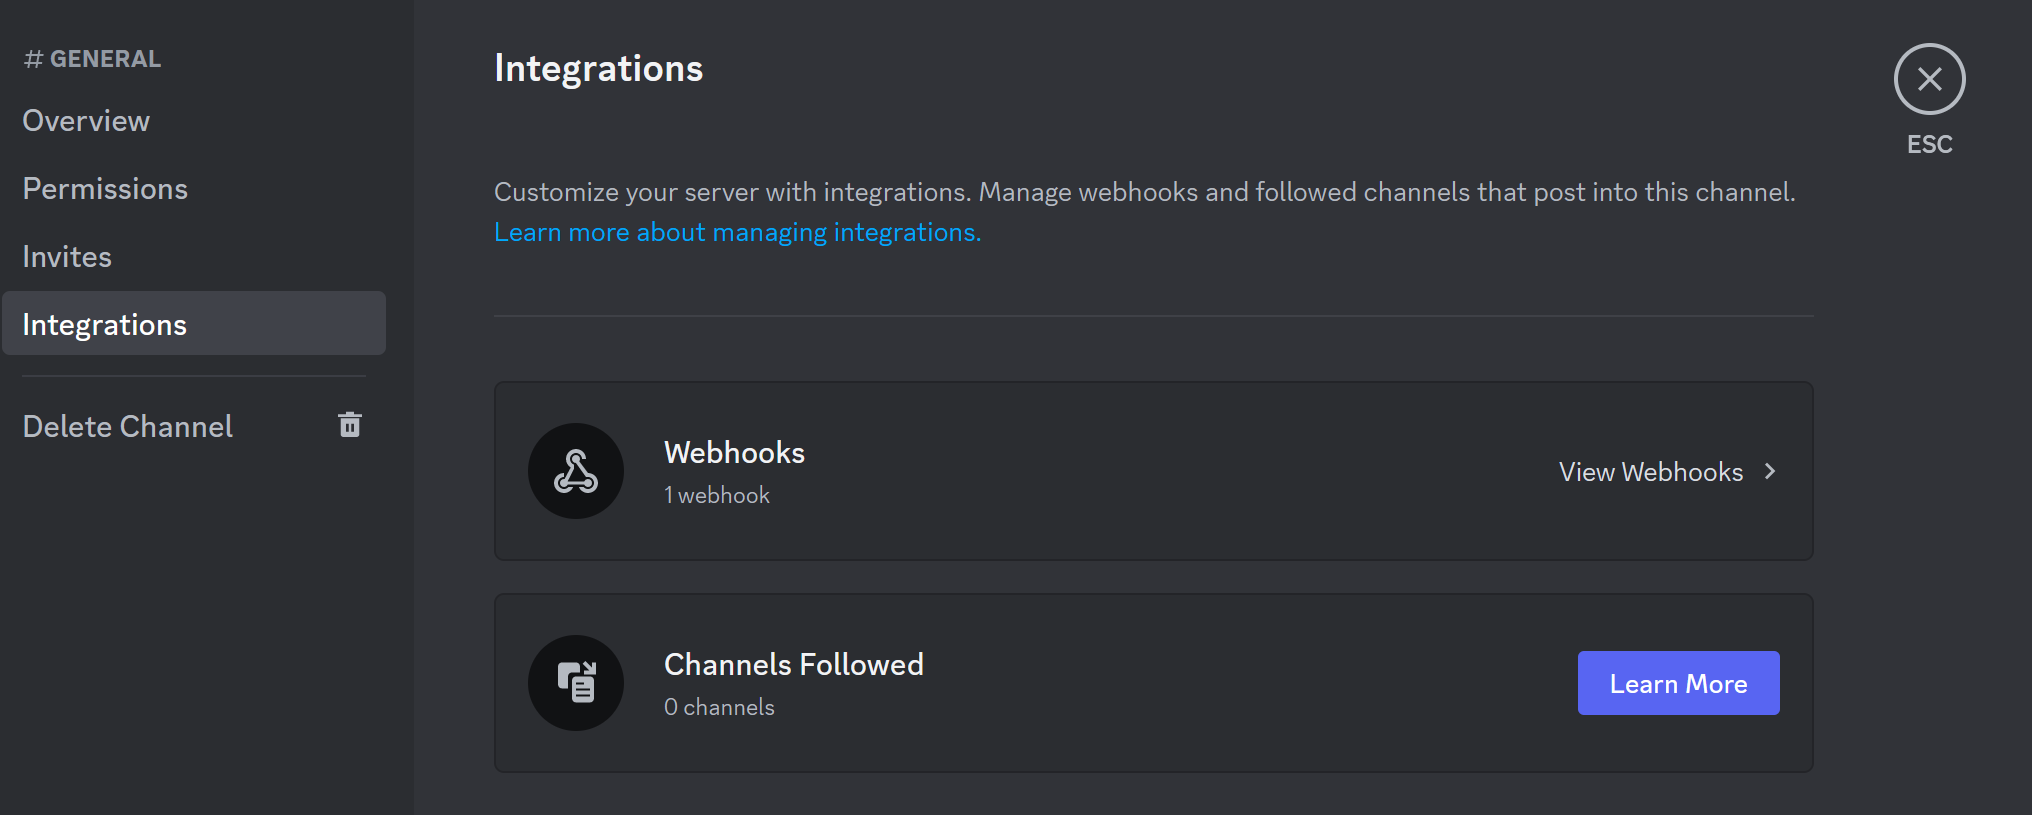 # GENERAL
Overview
Permissions
Invites
Integrations
Delete Channel
Integrations
Customize your server with integrations. Manage webhooks and followed channels that post into this channel.
Learn more about managing integrations.
Webhooks
1 webhook
View Webhooks
Channels Followed
0 channels
Learn More
ESC